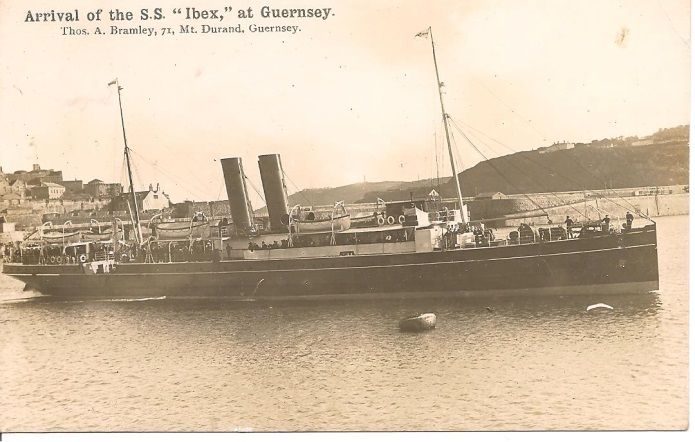 Arrival of the S.S. "Ibex," at Guernsey.
Thos. A. Bramley, 71, Mt. Durand, Guernsey.